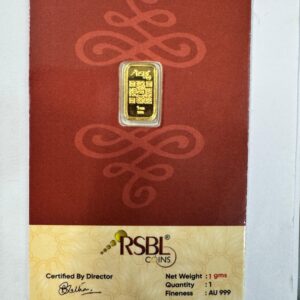 RSBL®
COINS
Certified By Director
Net Weight : 1 gms
Quantity : 1
Fineness : AU 999